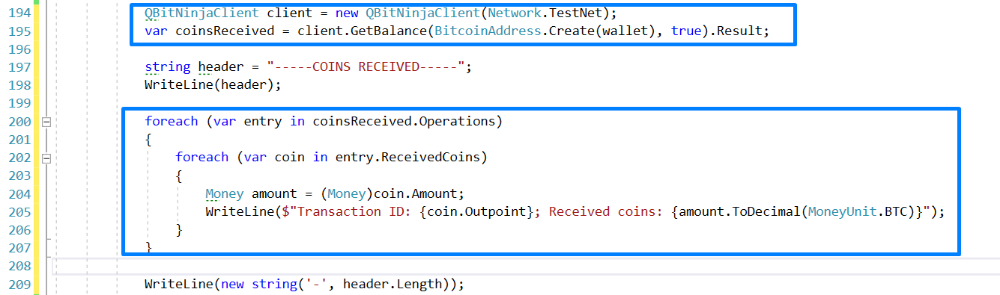 194 QBitNinjaClient client = new QBitNinjaClient(Network.TestNet);
195 var coinsReceived = client.GetBalance(BitcoinAddress.Create(wallet), true).Result;
196
197 string header = "-----COINS RECEIVED-----";
198 WriteLine(header);
199
200 foreach (var entry in coinsReceived.Operations)
201 {
202 foreach (var coin in entry.ReceivedCoins)
203 {
204 Money amount = (Money)coin.Amount;
205 WriteLine($"Transaction ID: {coin.Outpoint}; Received coins: {amount.ToDecimal(MoneyUnit.BTC)}");
206 }
207 }
208
209 WriteLine(new string('-', header.Length));